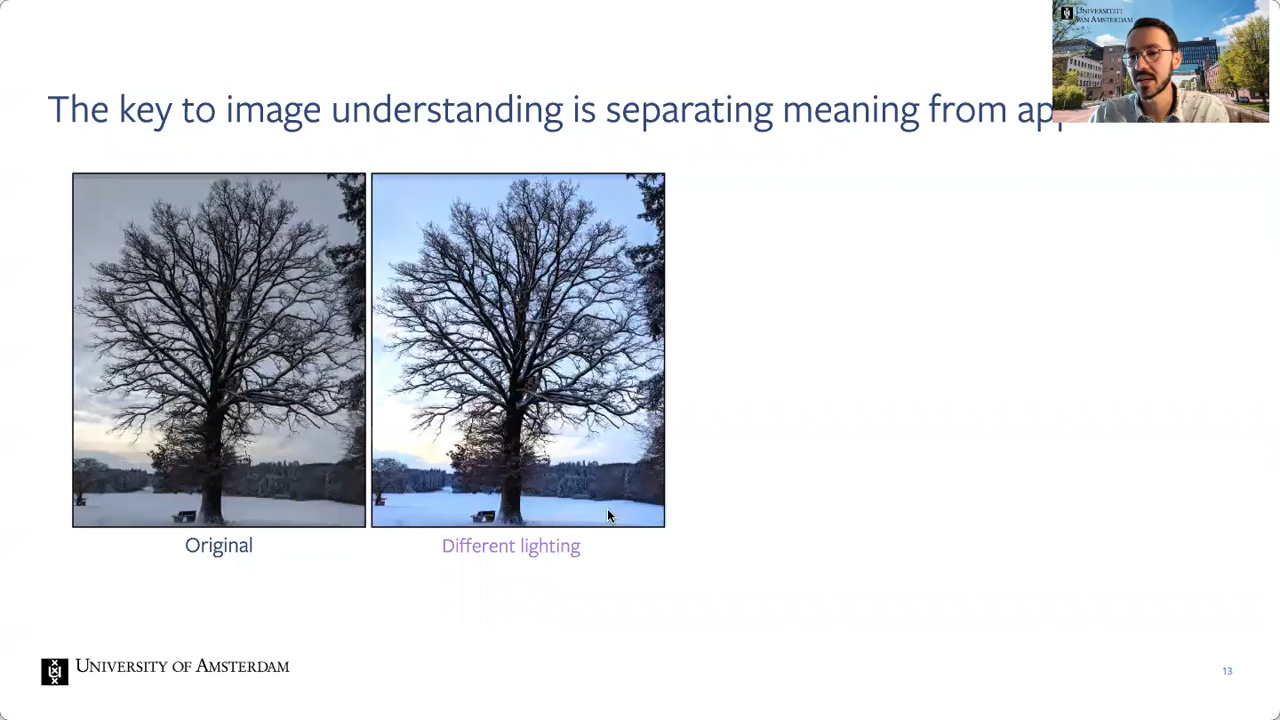 UNIVERSITEIT
VAN AMSTERDAM
The key to image understanding is separating meaning from
Original
Different lighting
UNIVERSITY OF AMSTERDAM
13